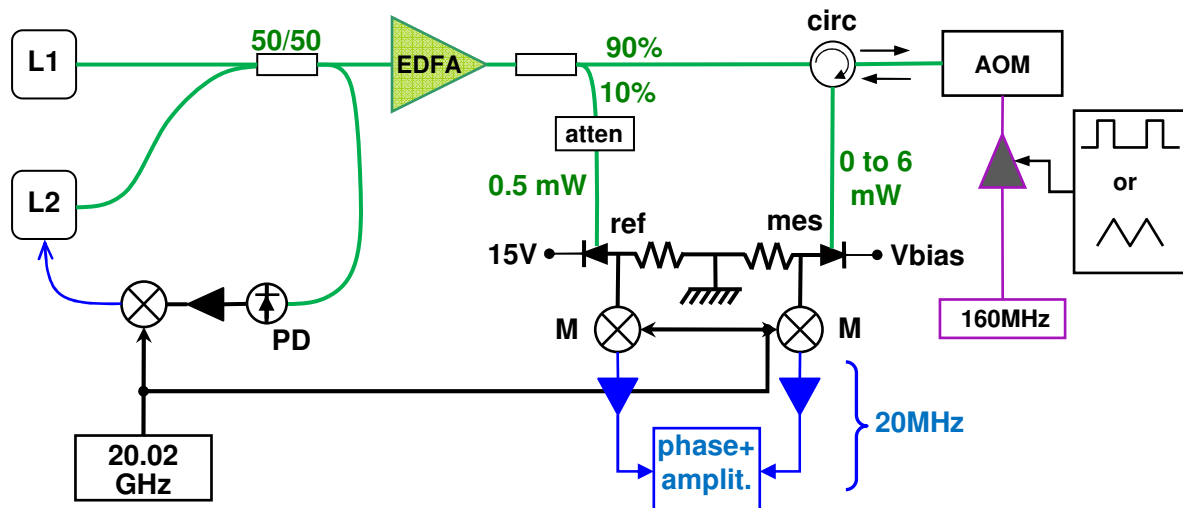 circ
50/50
L1
EDFA
90%
AOM
10%
atten
0 to 6
mW
or
0.5 mW
L2
ref
mes
15V
Vbias
160MHz
PD
M
M
20MHz
phase+
amplit.
20.02
GHz